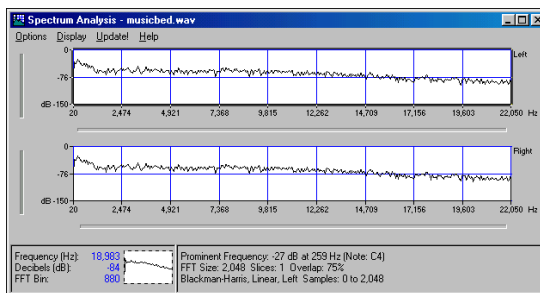 Spectrum Analysis - musicbed.wav
Options Display Update! Help
0-
-76
dB -150
20 2,474 4,921 7,368 9,815 12,262 14,709 17,156 19,603 22,050 Hz
Left
0
-76
dB -150
20 2,474 4,921 7,368 9,815 12,262 14,709 17,156 19,603 22,050 Hz
Right
Frequency (Hz): 18,983
Decibels (dB): -84
FFT Bin: 880
Prominent Frequency: -27 dB at 259 Hz (Note: C4)
FFT Size: 2,048 Slices: 1 Overlap: 75%
Blackman-Harris, Linear, Left Samples: 0 to 2,048